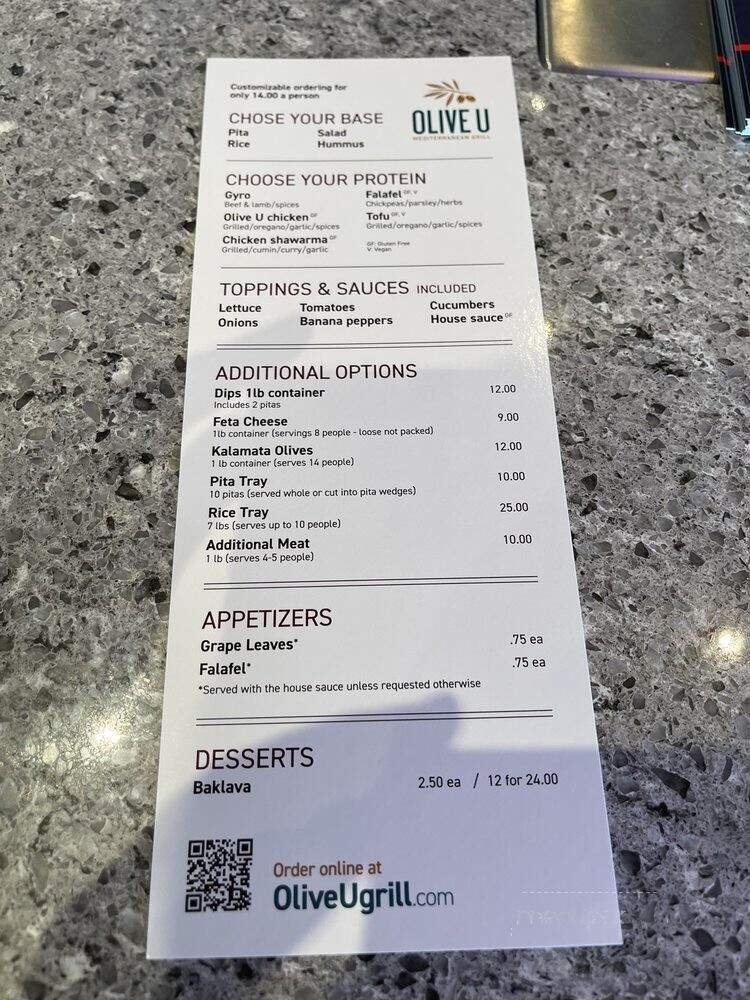 Customizable ordering for
only 14.00 a person
OLIVE U
MEDITERRANEAN GRILL
CHOSE YOUR BASE
Pita Salad
Rice Hummus
CHOOSE YOUR PROTEIN
Gyro Falafel GF, V
Beef & lamb/spices Chickpeas/parsley/herbs
Olive U chicken GF Tofu GF, V
Grilled/oregano/garlic/spices Grilled/oregano/garlic/spices
Chicken shawarma GF GF: Gluten Free
Grilled/cumin/curry/garlic V: Vegan
TOPPINGS & SAUCES INCLUDED
Lettuce Tomatoes Cucumbers
Onions Banana peppers House sauce GF
ADDITIONAL OPTIONS
Dips 1lb container 12.00
Includes 2 pitas
Feta Cheese 9.00
1lb container (servings 8 people - loose not packed)
Kalamata Olives 12.00
1 lb container (serves 14 people)
Pita Tray 10.00
10 pitas (served whole or cut into pita wedges)
Rice Tray 25.00
7 lbs (serves up to 10 people)
Additional Meat 10.00
1 lb (serves 4-5 people)
APPETIZERS
Grape Leaves* .75 ea
Falafel* .75 ea
*Served with the house sauce unless requested otherwise
DESSERTS
Baklava 2.50 ea / 12 for 24.00
Order online at
OliveUgrill.com